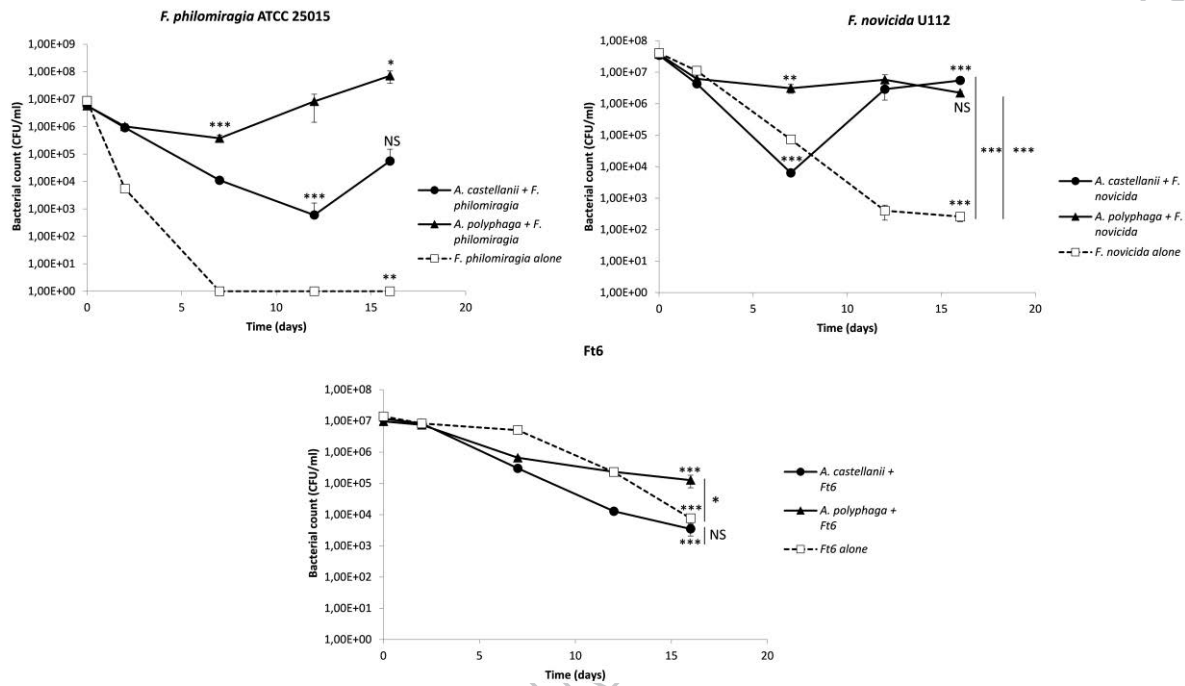 F. philomiragia ATCC 25015
1,00E+09
1,00E+08
1,00E+07
1,00E+06
1,00E+05
1,00E+04
1,00E+03
1,00E+02
1,00E+01
1,00E+00
Bacterial count (CFU/ml)
0 5 10 15 20
Time (days)
***
***
*
NS
**
A. castellanii + F.
philomiragia
A. polyphaga + F.
philomiragia
F. philomiragia alone
F. novicida U112
1,00E+08
1,00E+07
1,00E+06
1,00E+05
1,00E+04
1,00E+03
1,00E+02
1,00E+01
1,00E+00
Bacterial count (CFU/ml)
0 5 10 15 20
Time (days)
**
***
***
NS
***
*** ***
A. castellanii + F.
novicida
A. polyphaga + F.
novicida
F. novicida alone
Ft6
1,00E+08
1,00E+07
1,00E+06
1,00E+05
1,00E+04
1,00E+03
1,00E+02
1,00E+01
1,00E+00
Bacterial count (CFU/ml)
0 5 10 15 20
Time (days)
***
*
***
NS
***
A. castellanii +
Ft6
A. polyphaga +
Ft6
Ft6 alone